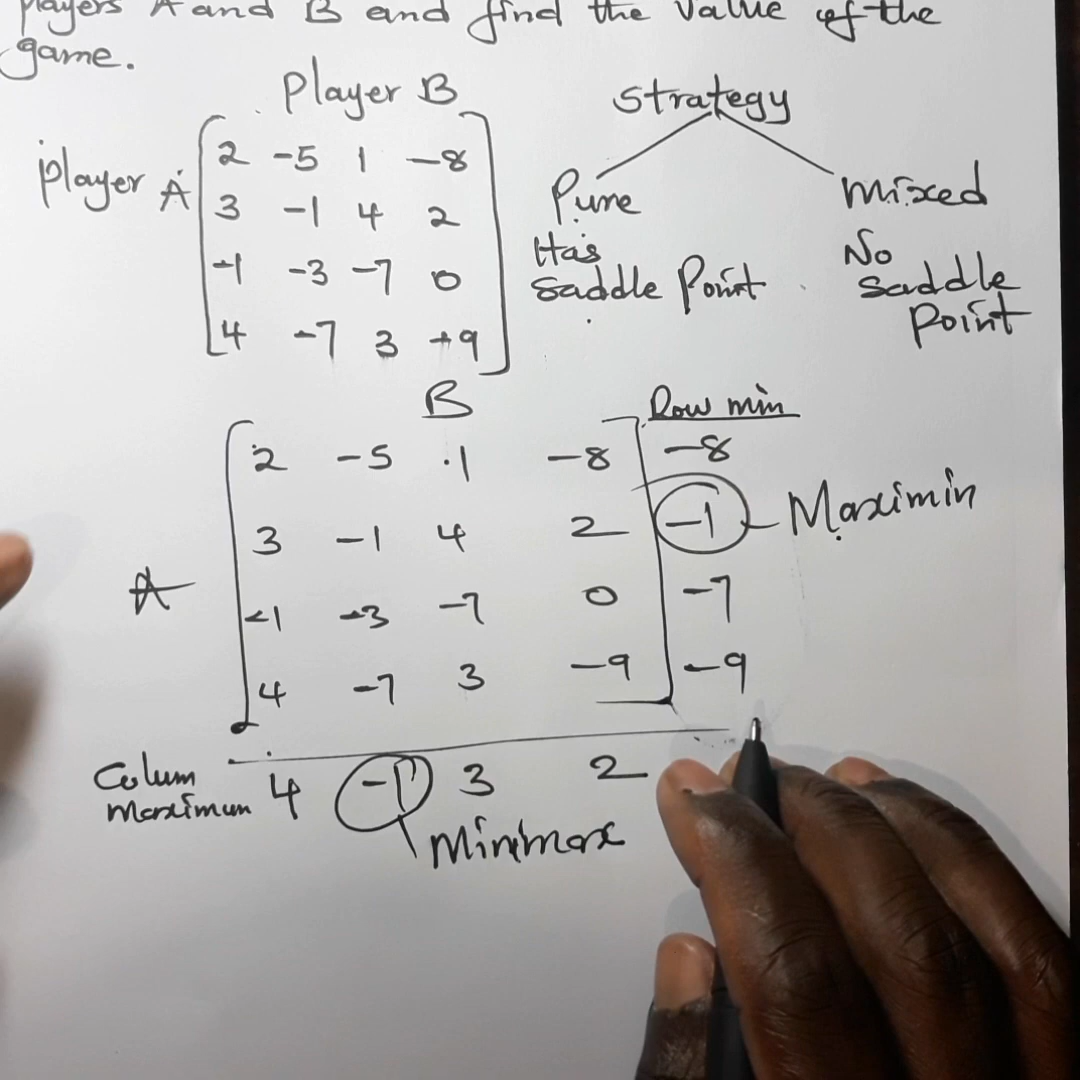 Players A and B and find the value of the
game.
Player B
Player A
2 -5 1 -8
3 -1 4 2
-1 -3 -7 0
4 -7 3 +9
Strategy
Pure
Has
Saddle Point
Mixed
No
Saddle
Point
B
Row min
2 -5 1 -8 -8
3 -1 4 2 -1 Maximin
A
-1 -3 -7 0 -7
4 -7 3 -9 -9
Colum
Maximum 4 -1 3 2
Minimax